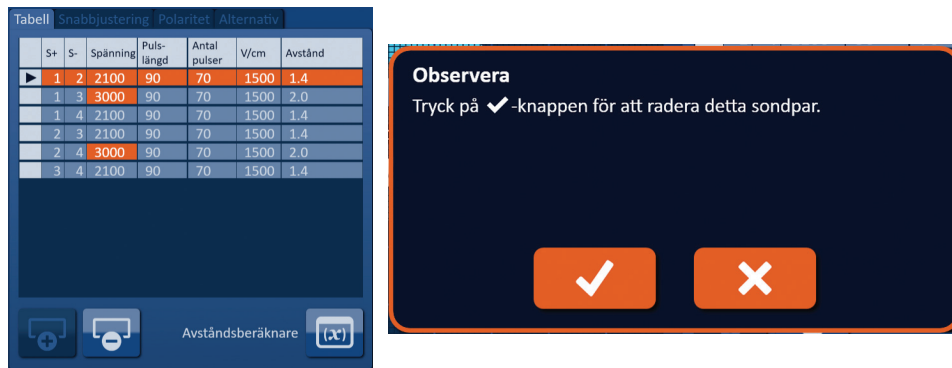 Tabell Snabbjustering Polaritet Alternativ
S+ S- Spänning Puls-längd Antal pulser V/cm Avstånd
1 2 2100 90 70 1500 1.4
1 3 3000 90 70 1500 2.0
1 4 2100 90 70 1500 1.4
2 3 2100 90 70 1500 1.4
2 4 3000 90 70 1500 2.0
3 4 2100 90 70 1500 1.4
Avståndsberäknare (x)
Observera
Tryck på ✔-knappen för att radera detta sondpar.